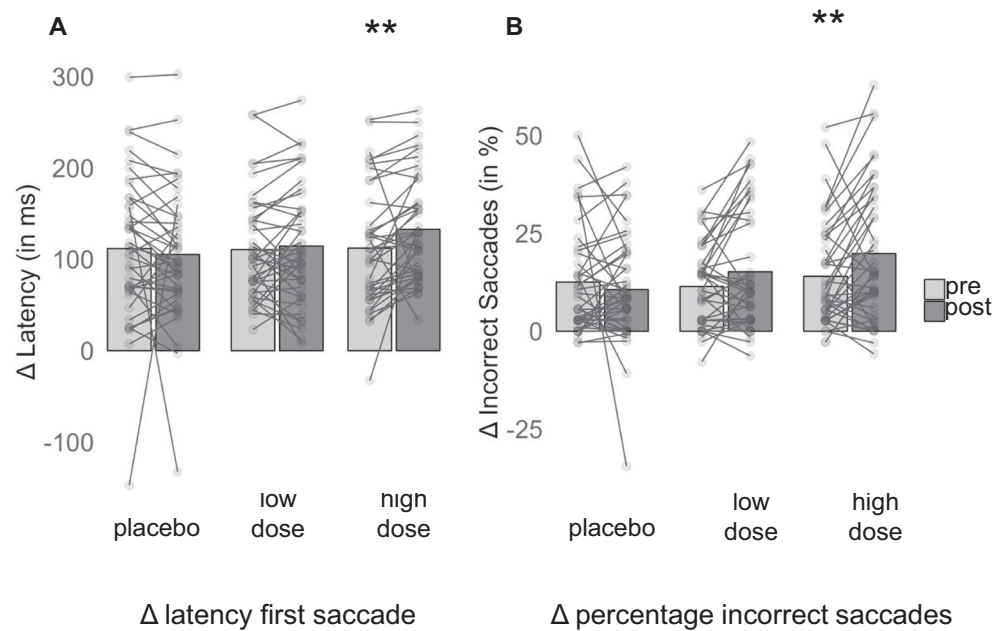 A
**
300
200
100
0
-100
Δ Latency (in ms)
placebo
low
dose
high
dose
Δ latency first saccade
B
**
50
25
0
-25
Δ Incorrect Saccades (in %)
placebo
low
dose
high
dose
pre
post
Δ percentage incorrect saccades